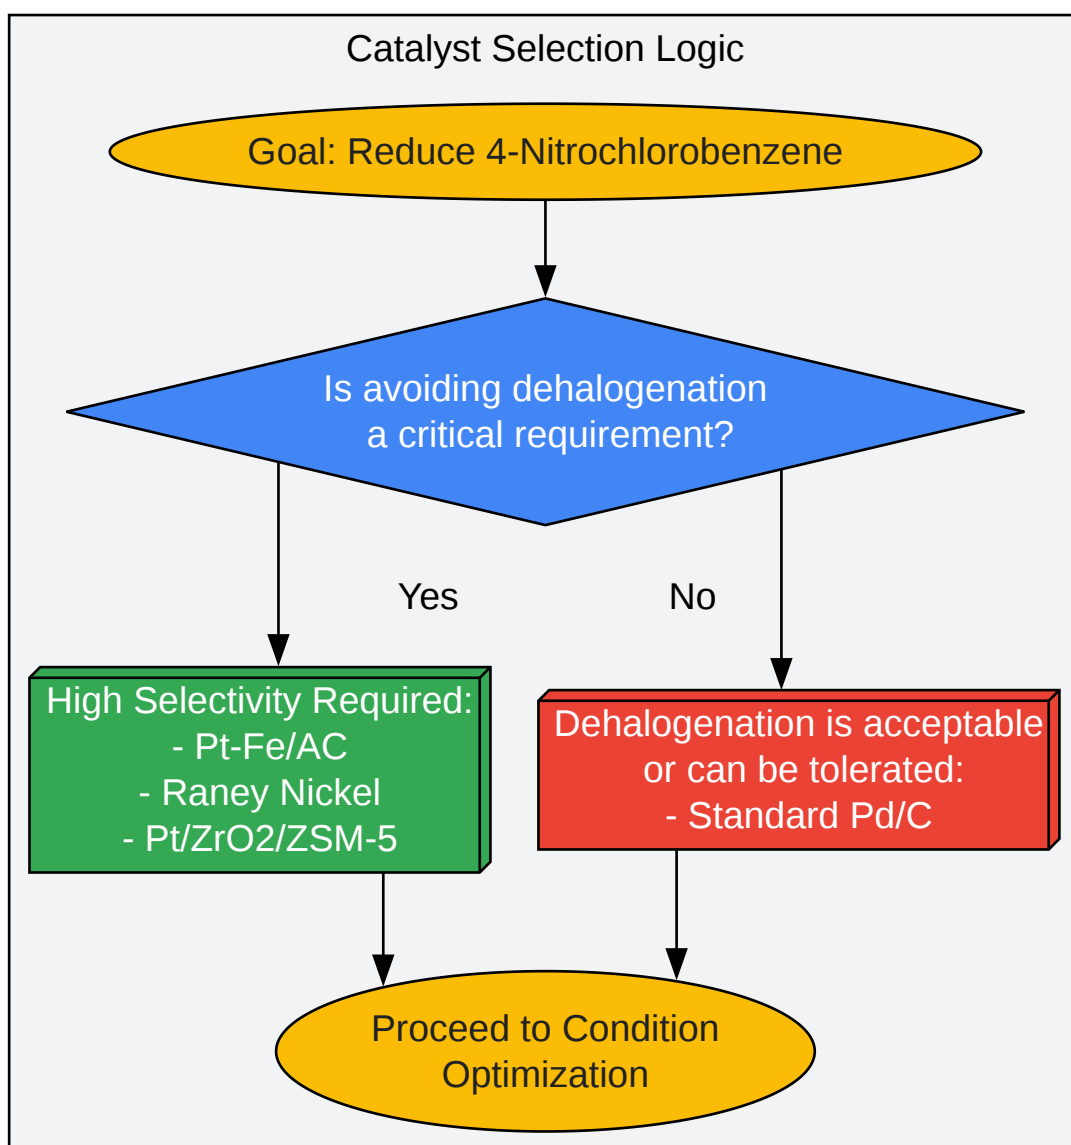 Catalyst Selection Logic
Goal: Reduce 4-Nitrochlorobenzene
Is avoiding dehalogenation
a critical requirement?
Yes
No
High Selectivity Required:
- Pt-Fe/AC
- Raney Nickel
- Pt/ZrO2/ZSM-5
Dehalogenation is acceptable
or can be tolerated:
- Standard Pd/C
Proceed to Condition
Optimization